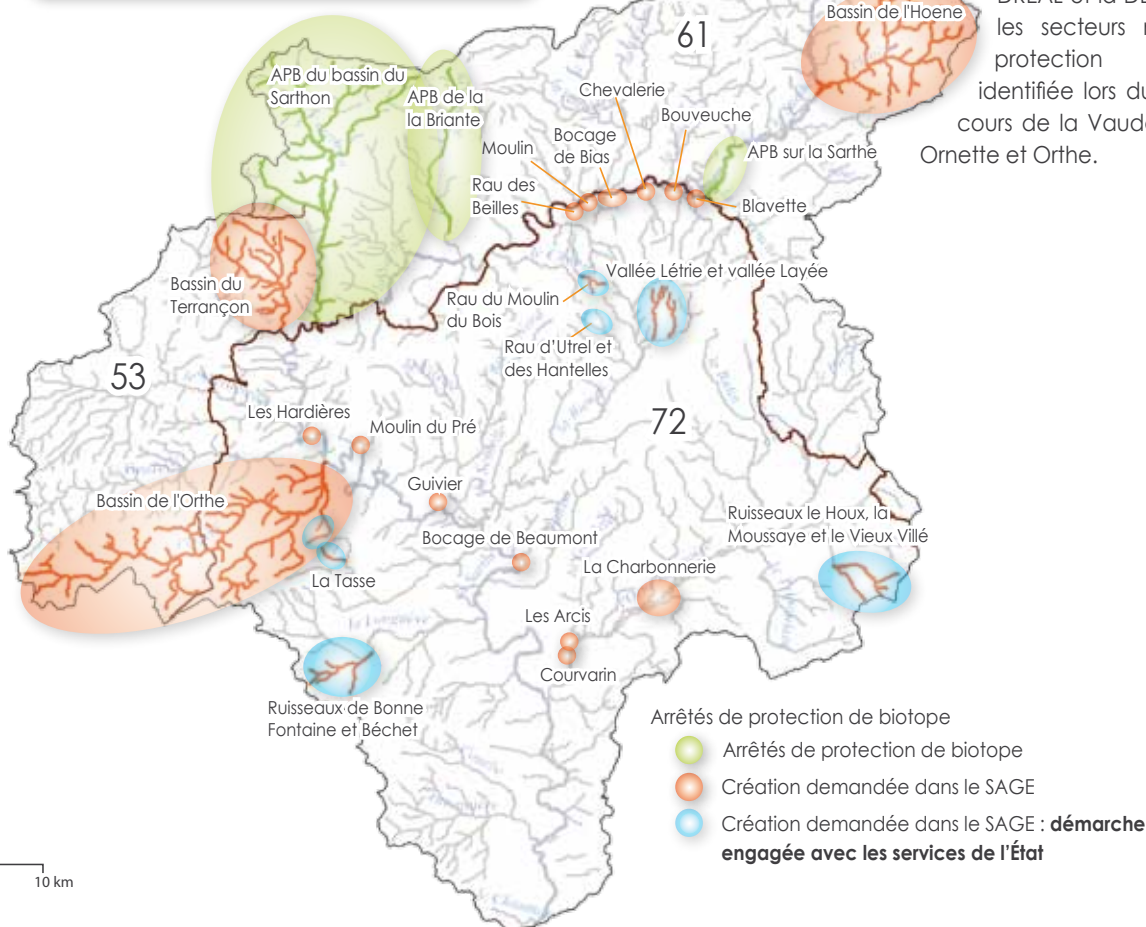 DREAL et la
les secteurs
protection
identifiée lors du
cours de la
Ornette et Orthe.
61
Bassin de l'Hoene
APB du bassin du
Sarthon
APB de la
la Briante
Chevalerie
Bouveuche
Bocage
de Bias
Moulin
APB sur la Sarthe
Rau des
Beilles
Blavette
Bassin du
Terrançon
Vallée Létrie et vallée Layée
Rau du Moulin
du Bois
Rau d'Utrel et
des Hantelles
53
72
Les Hardières
Moulin du Pré
Guivier
Bassin de l'Orthe
Bocage de Beaumont
Ruisseaux le Houx, la
Moussaye et le Vieux Villé
La Charbonnerie
La Tasse
Les Arcis
Courvarin
Ruisseaux de Bonne
Fontaine et Béchet
Arrêtés de protection de biotope
Arrêtés de protection de biotope
Création demandée dans le SAGE
Création demandée dans le SAGE : démarche
engagée avec les services de l'État
10 km